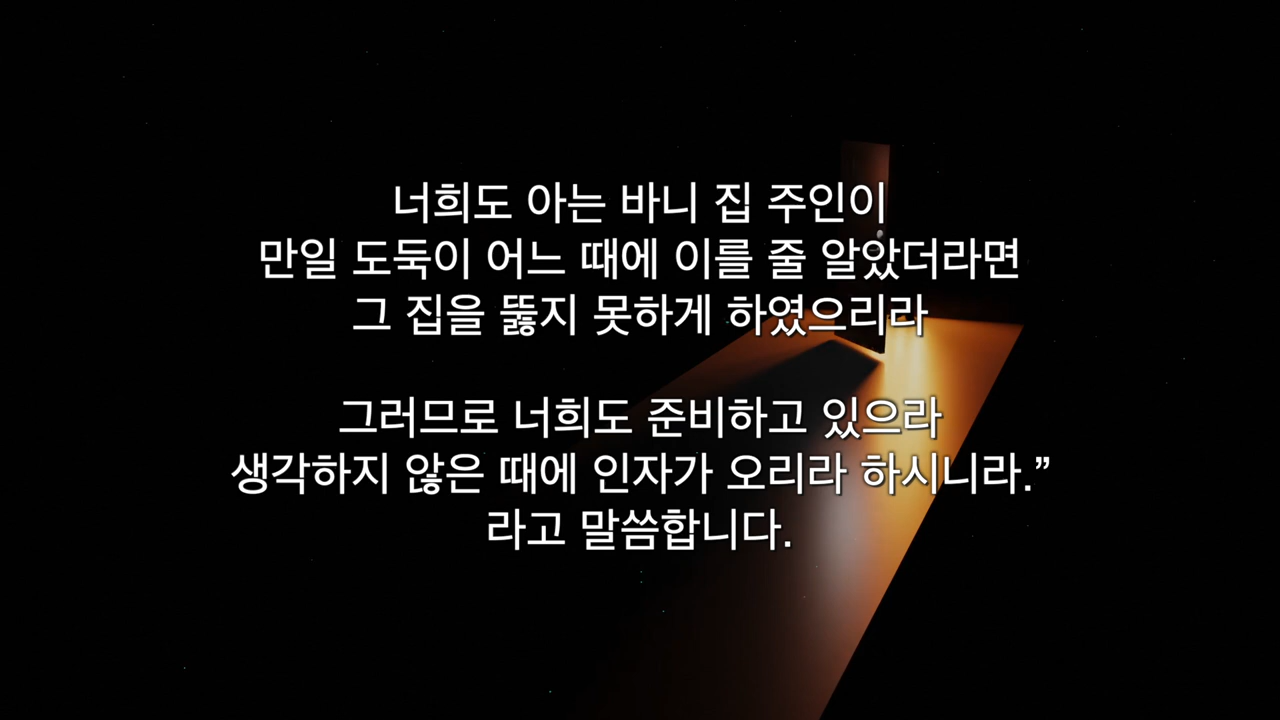 너희도 아는 바니 집 주인이
만일 도둑이 어느 때에 이를 줄 알았더라면
그 집을 뚫지 못하게 하였으리라
그러므로 너희도 준비하고 있으라
생각하지 않은 때에 인자가 오리라 하시니라.”
라고 말씀합니다.